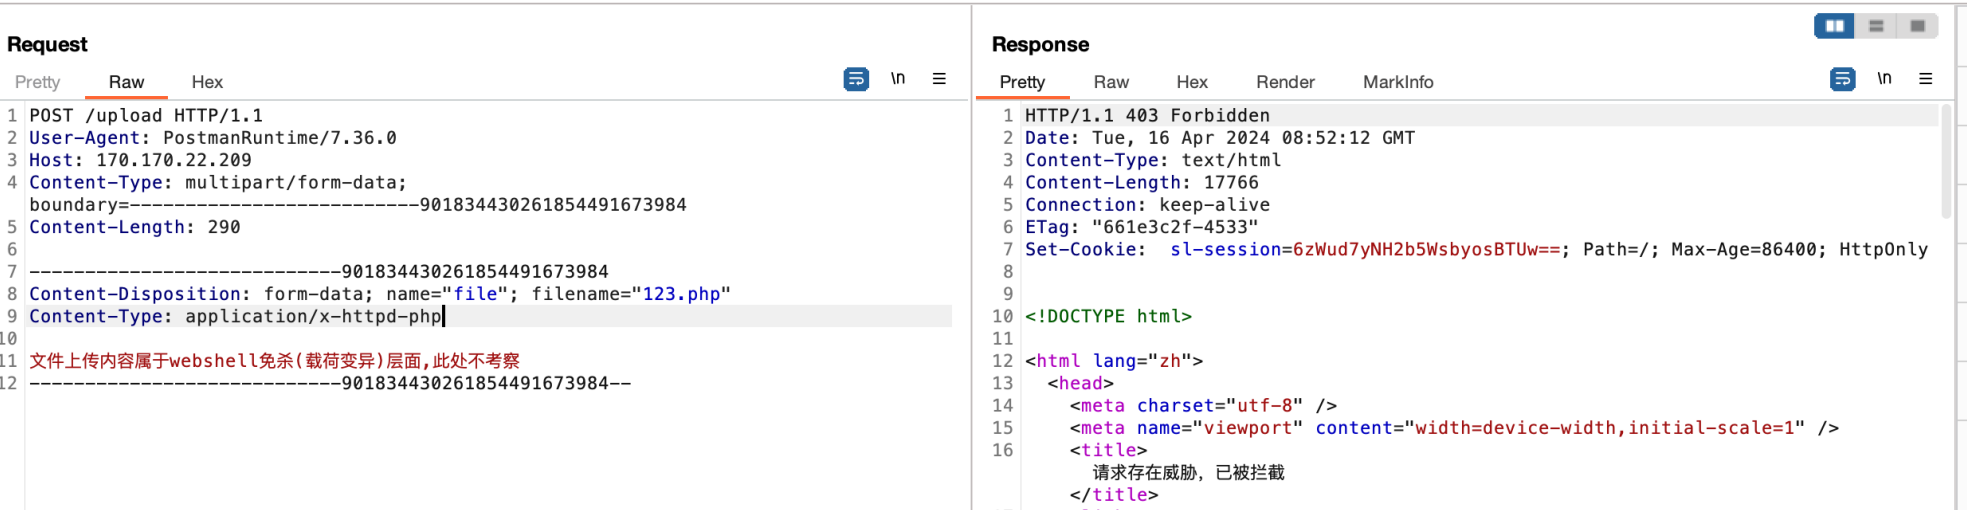 Request
Pretty Raw Hex \n
1 POST /upload HTTP/1.1
2 User-Agent: PostmanRuntime/7.36.0
3 Host: 170.170.22.209
4 Content-Type: multipart/form-data;
boundary=--------------------------901834430261854491673984
5 Content-Length: 290
6
7 ----------------------------901834430261854491673984
8 Content-Disposition: form-data; name="file"; filename="123.php"
9 Content-Type: application/x-httpd-php
10
11 文件上传内容属于webshell免杀(载荷变异)层面,此处不考察
12 ----------------------------901834430261854491673984--
Response
Pretty Raw Hex Render MarkInfo \n
1 HTTP/1.1 403 Forbidden
2 Date: Tue, 16 Apr 2024 08:52:12 GMT
3 Content-Type: text/html
4 Content-Length: 17766
5 Connection: keep-alive
6 ETag: "661e3c2f-4533"
7 Set-Cookie: sl-session=6zWud7yNH2b5WsbyosBTUw==; Path=/; Max-Age=86400; HttpOnly
8
9
10 <!DOCTYPE html>
11
12 <html lang="zh">
13 <head>
14 <meta charset="utf-8" />
15 <meta name="viewport" content="width=device-width,initial-scale=1" />
16 <title>
请求存在威胁，已被拦截
</title>